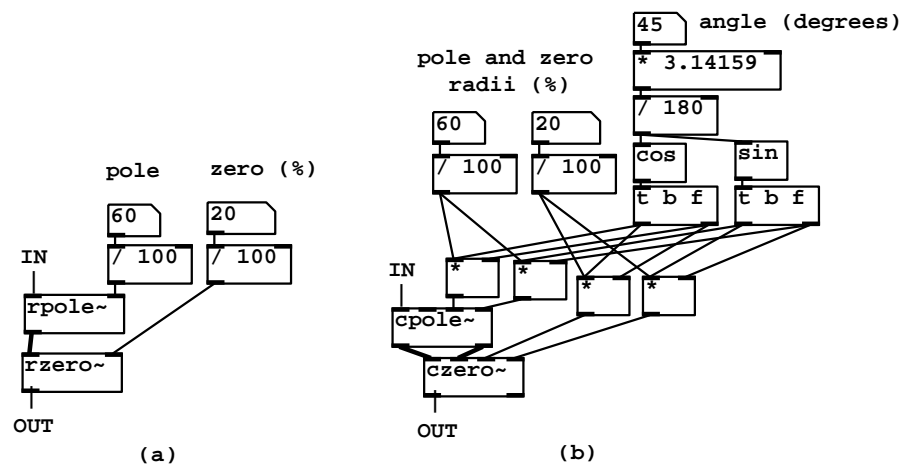 pole zero (%)
60 20
/ 100 / 100
IN
rpole~
rzero~
OUT
(a)
45 angle (degrees)
* 3.14159
/ 180
cos sin
t b f t b f
pole and zero
radii (%)
60 20
/ 100 / 100
* *
* *
IN
cpole~
czero~
OUT
(b)